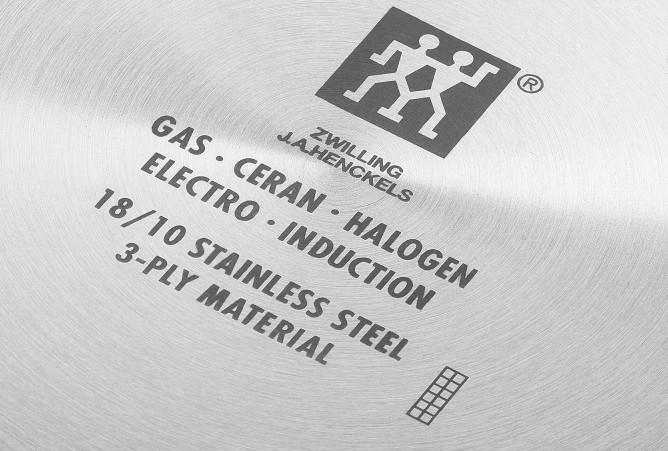 ®
ZWILLING
J.A.HENCKELS
GAS · CERAN · HALOGEN
ELECTRO · INDUCTION
18/10 STAINLESS STEEL
3-PLY MATERIAL